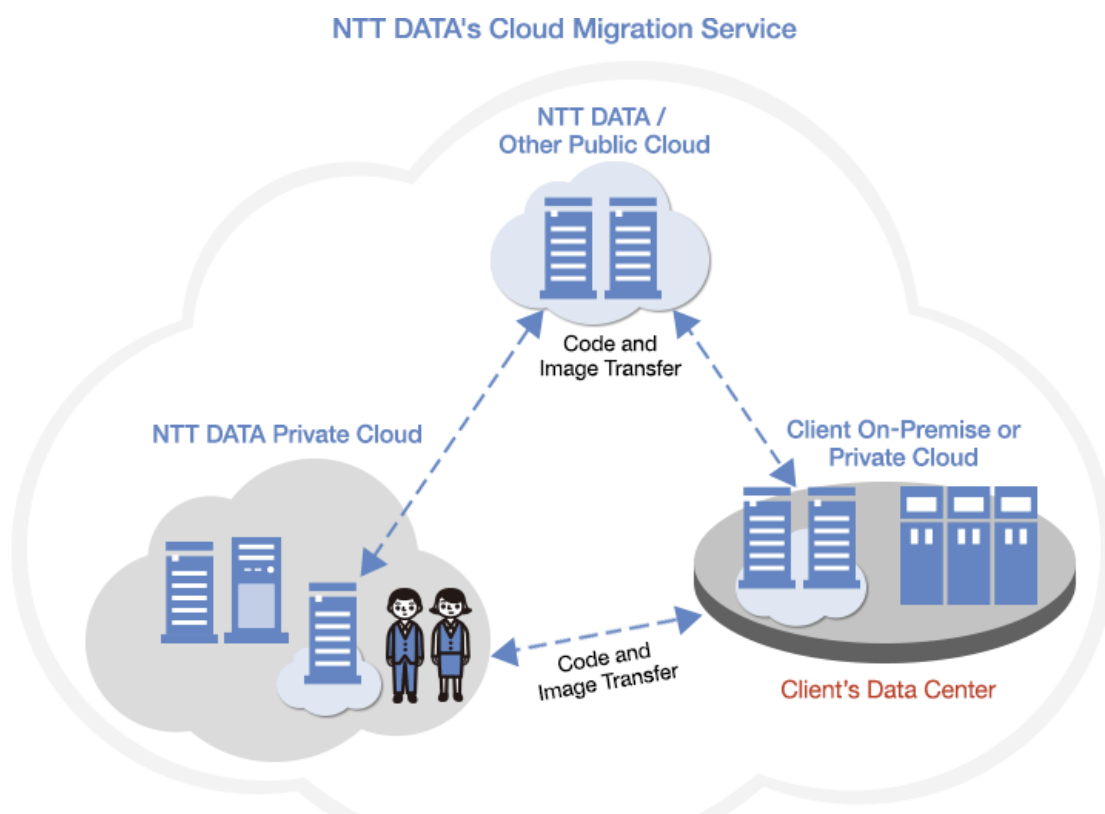 NTT DATA's Cloud Migration Service
NTT DATA /
Other Public Cloud
Code and
Image Transfer
NTT DATA Private Cloud
Client On-Premise or
Private Cloud
Code and
Image Transfer
Client's Data Center